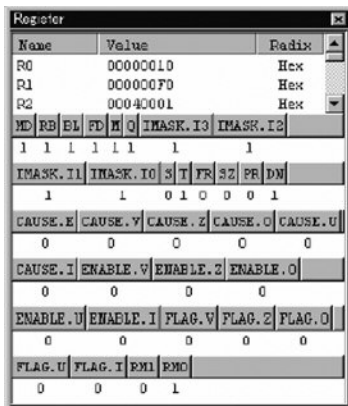 Register
Name Value Radix
R0 00000010 Hex
R1 000000F0 Hex
R2 00040001 Hex
MD RB BL FD M Q IMASK.I3 IMASK.I2
1 1 1 1 1 1 1 1
IMASK.I1 IMASK.I0 S T FR SZ PR DN
1 1 0 1 0 0 0 1
CAUSE.E CAUSE.V CAUSE.Z CAUSE.O CAUSE.U
0 0 0 0 0
CAUSE.I ENABLE.V ENABLE.Z ENABLE.O
0 0 0 0
ENABLE.U ENABLE.I FLAG.V FLAG.Z FLAG.O
0 0 0 0 0
FLAG.U FLAG.I RM1 RM0
0 0 0 1